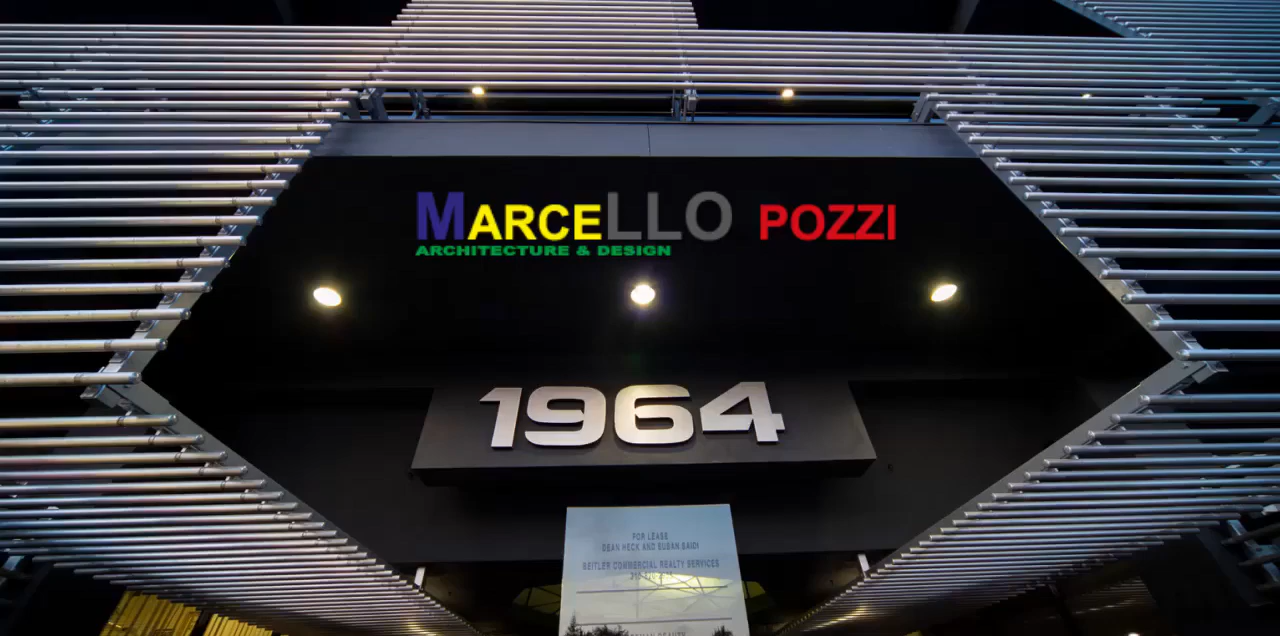 MARCELLO POZZI
ARCHITECTURE & DESIGN
1964
FOR LEASE
DEAN HECK AND SUSAN SAIDI
BEITLER COMMERCIAL REALTY SERVICES